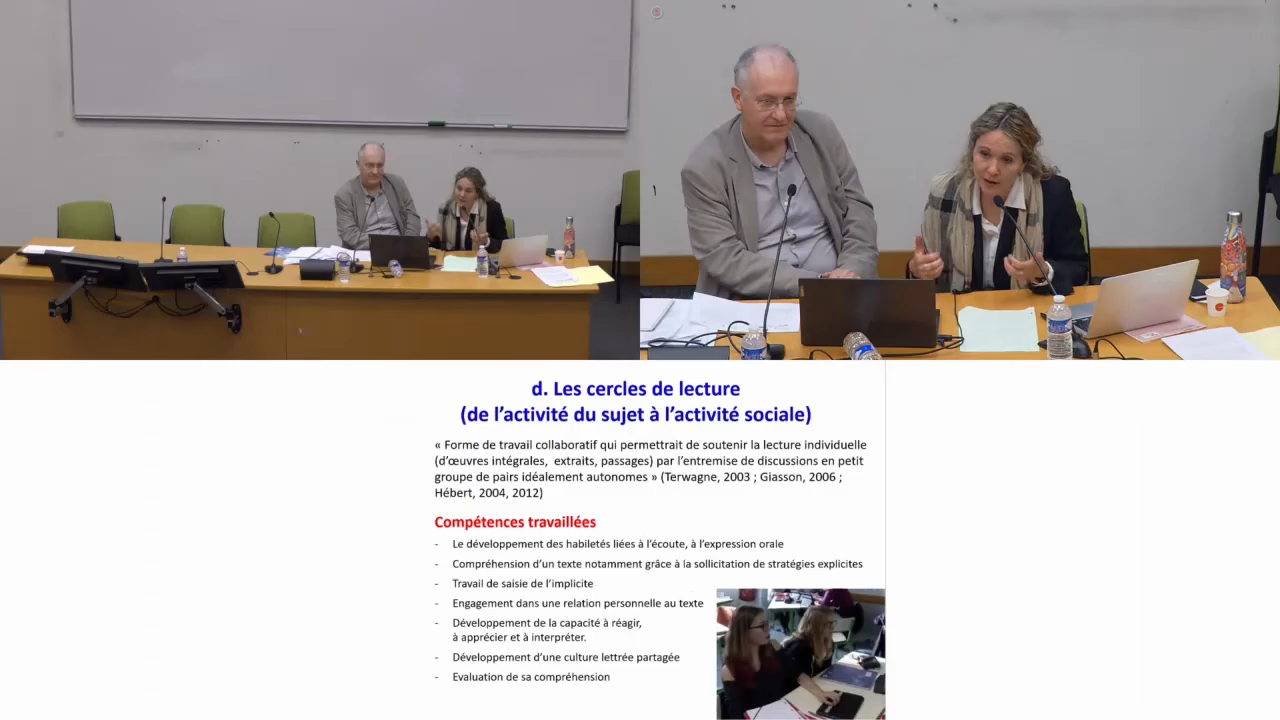 d. Les cercles de lecture
(de l'activité du sujet à l'activité sociale)
« Forme de travail collaboratif qui permettrait de soutenir la lecture individuelle
(d'œuvres intégrales, extraits, passages) par l'entremise de discussions en petit
groupe de pairs idéalement autonomes » (Terwagne, 2003 ; Giasson, 2006 ;
Hébert, 2004, 2012)
Compétences travaillées
- Le développement des habiletés liées à l'écoute, à l'expression orale
- Compréhension d'un texte notamment grâce à la sollicitation de stratégies explicites
- Travail de saisie de l'implicite
- Engagement dans une relation personnelle au texte
- Développement de la capacité à réagir,
à apprécier et à interpréter.
- Développement d'une culture lettrée partagée
- Evaluation de sa compréhension